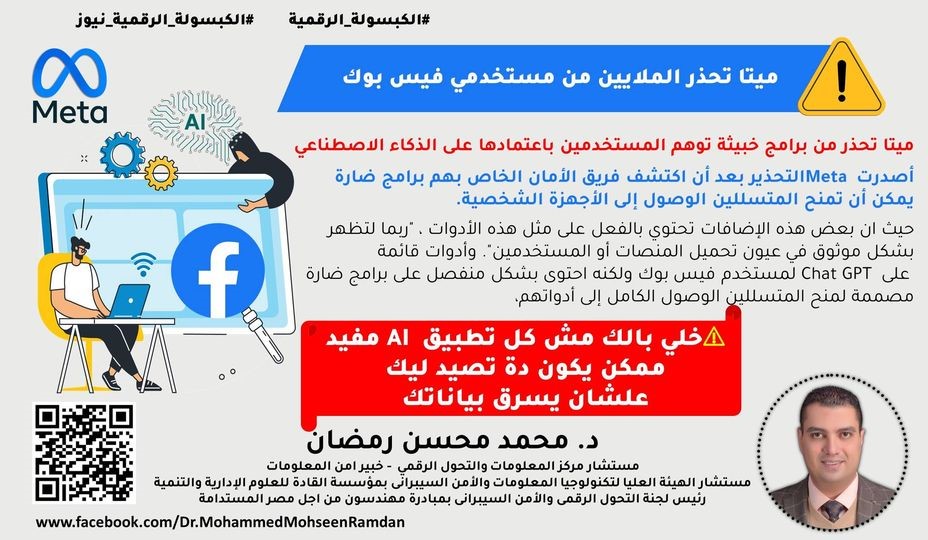 #الكبسولة_الرقمية #الكبسولة_الرقمية_نيوز
ميتا تحذر الملايين من مستخدمي فيس بوك
Meta
AI
ميتا تحذر من برامج خبيثة توهم المستخدمين باعتمادها على الذكاء الاصطناعي
أصدرت Metaالتحذير بعد أن اكتشف فريق الأمان الخاص بهم برامج ضارة
يمكن أن تمنح المتسللين الوصول إلى الأجهزة الشخصية.
حيث ان بعض هذه الإضافات تحتوي بالفعل على مثل هذه الأدوات ، "ربما لتظهر
بشكل موثوق في عيون تحميل المنصات أو المستخدمين". وأدوات قائمة
على Chat GPT لمستخدم فيس بوك ولكنه احتوى بشكل منفصل على برامج ضارة
مصممة لمنح المتسللين الوصول الكامل إلى أدواتهم،
⚠خلي بالك مش كل تطبيق AI مفيد
ممكن يكون دة تصيد ليك
علشان يسرق بياناتك
د. محمد محسن رمضان
مستشار مركز المعلومات والتحول الرقمي - خبير امن المعلومات
مستشار الهيئة العليا لتكنولوجيا المعلومات والأمن السيبرانى بمؤسسة القادة للعلوم الإدارية والتنمية
رئيس لجنة التحول الرقمى والأمن السيبرانى بمبادرة مهندسون من اجل مصر المستدامة
www.facebook.com/Dr.MohammedMohseenRamdan